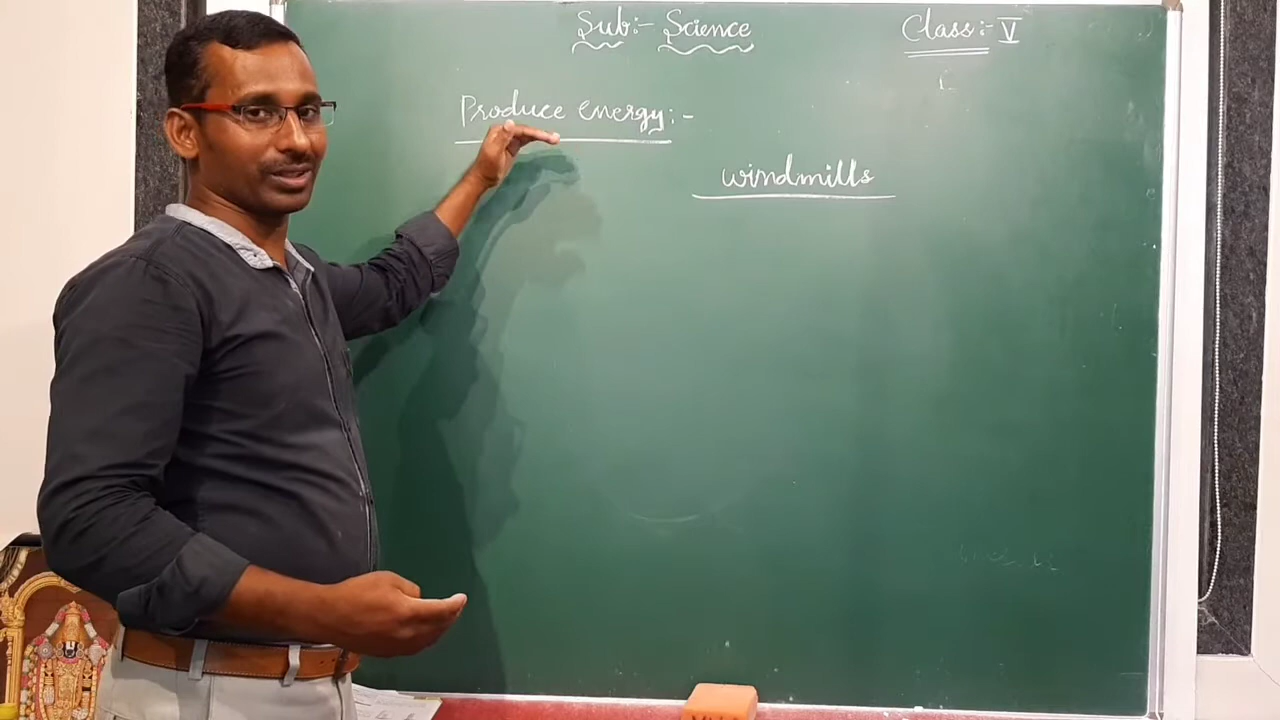 Sub:- Science
Class:- V
Produce energy:-
windmills